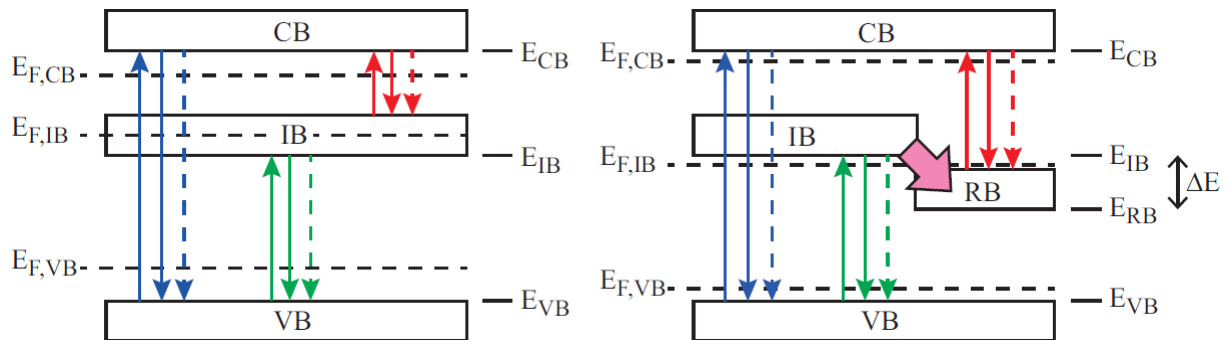 CB
E_CB
E_F,CB
E_F,IB
IB
E_IB
E_F,VB
E_VB
VB
CB
E_CB
E_F,CB
IB
E_IB
E_F,IB
RB
ΔE
E_RB
E_F,VB
E_VB
VB